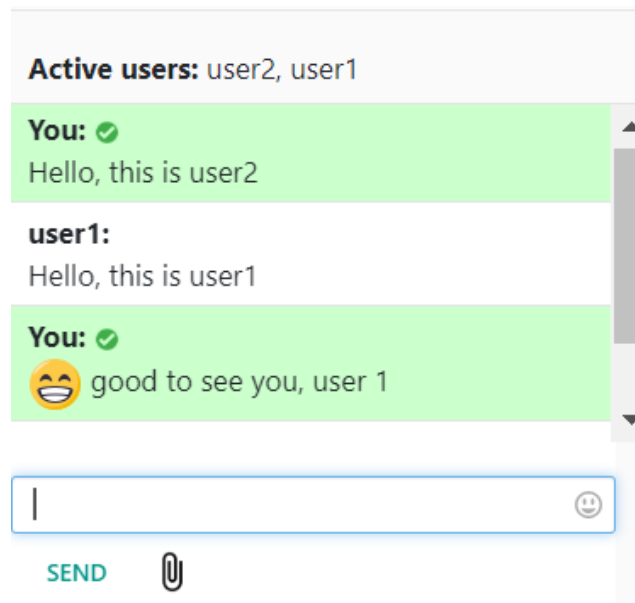 Active users: user2, user1
You:
Hello, this is user2
user1:
Hello, this is user1
You:
😁 good to see you, user 1
SEND